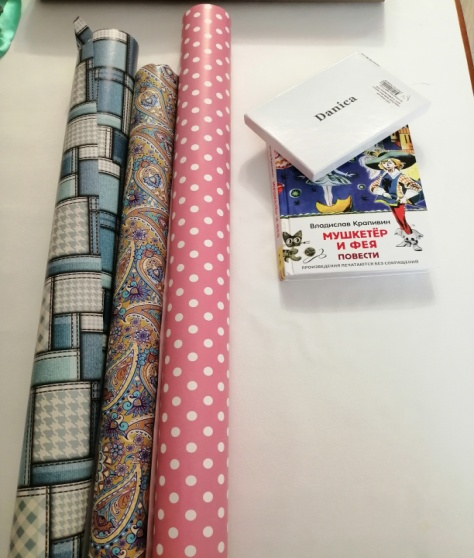 Danica
Владислав Крапивин
МУШКЕТЁР
И ФЕЯ
ПОВЕСТИ
ПРОИЗВЕДЕНИЯ ПЕЧАТАЮТСЯ БЕЗ СОКРАЩЕНИЙ